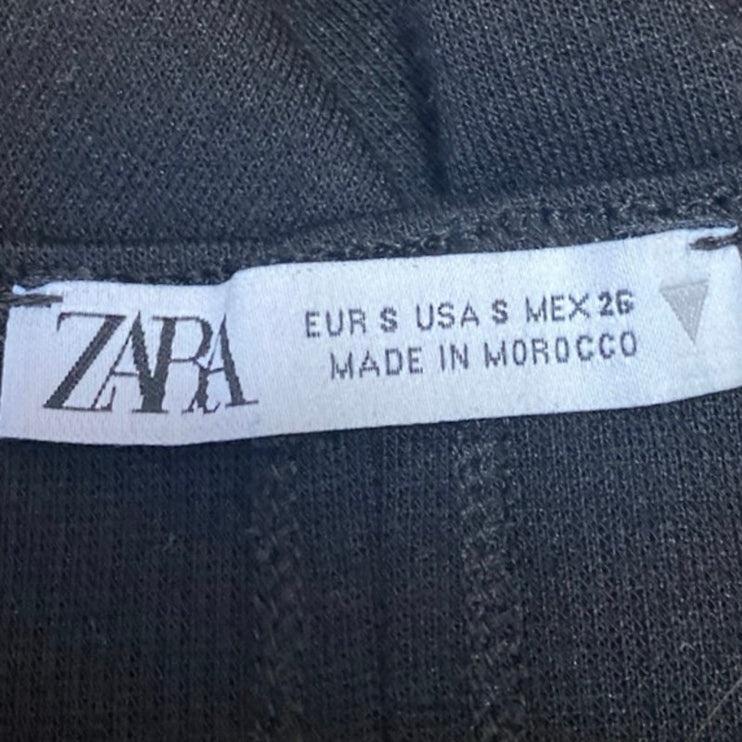 ZARA
EUR S USA S MEX 26
MADE IN MOROCCO